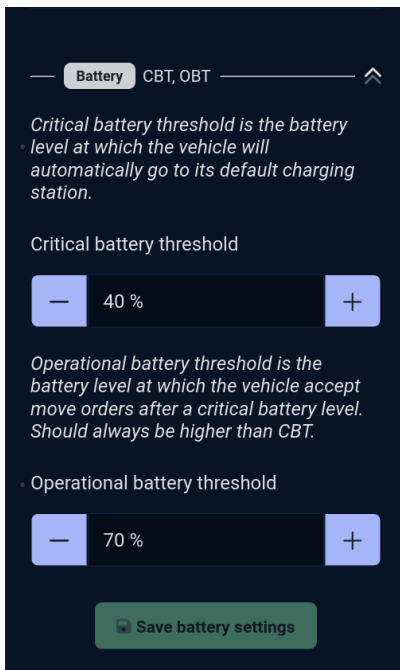 Battery CBT, OBT
Critical battery threshold is the battery
level at which the vehicle will
automatically go to its default charging
station.
Critical battery threshold
40 %
Operational battery threshold is the
battery level at which the vehicle accept
move orders after a critical battery level.
Should always be higher than CBT.
Operational battery threshold
70 %
Save battery settings